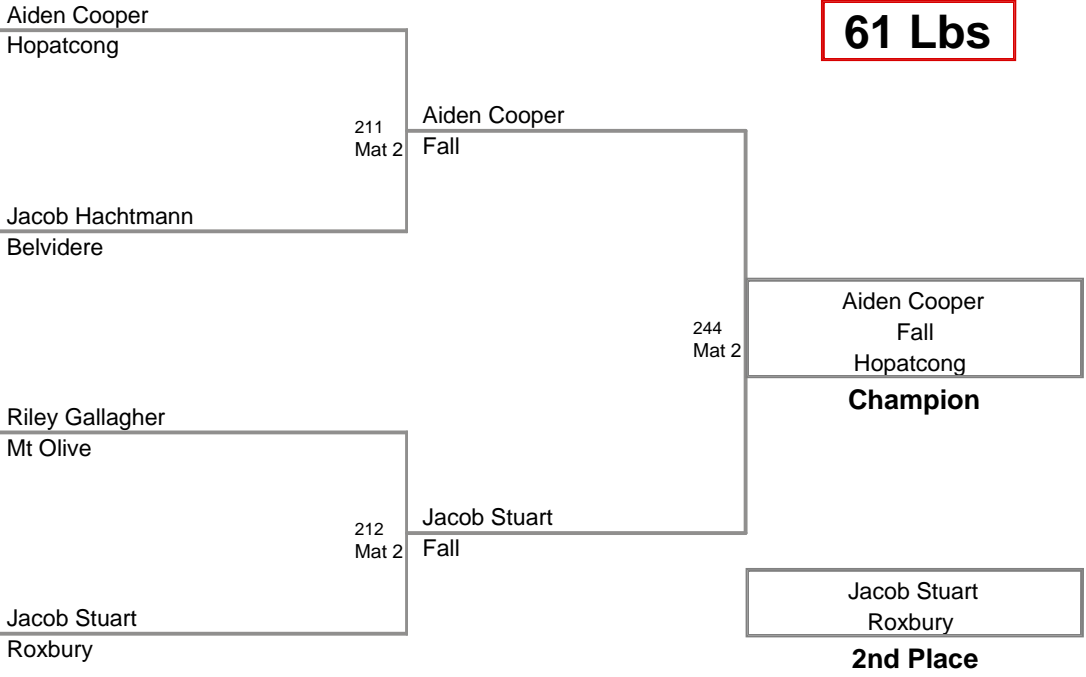 Aiden Cooper
Hopatcong
61 Lbs
211
Mat 2
Aiden Cooper
Fall
Jacob Hachtmann
Belvidere
244
Mat 2
Aiden Cooper
Fall
Hopatcong
Champion
Riley Gallagher
Mt Olive
212
Mat 2
Jacob Stuart
Fall
Jacob Stuart
Roxbury
Jacob Stuart
Roxbury
2nd Place